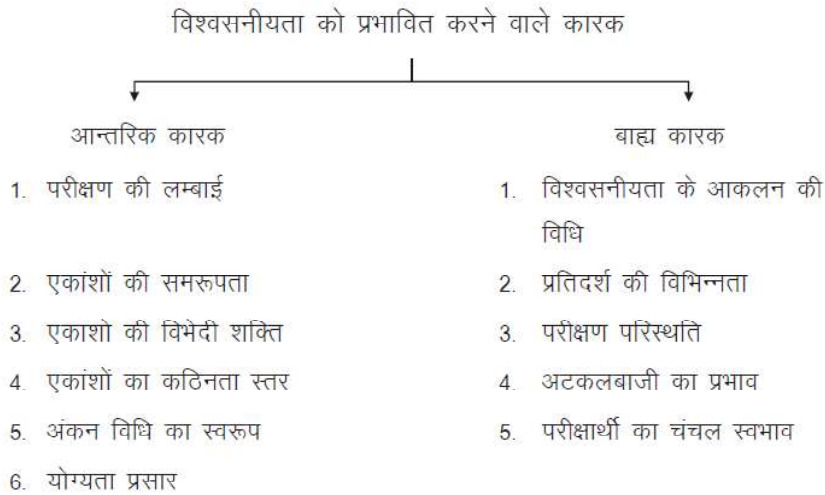 विश्वसनीयता को प्रभावित करने वाले कारक
आन्तरिक कारक
1. परीक्षण की लम्बाई
2. एकांशों की समरूपता
3. एकाशो की विभेदी शक्ति
4. एकांशों का कठिनता स्तर
5. अंकन विधि का स्वरूप
6. योग्यता प्रसार
बाह्य कारक
1. विश्वसनीयता के आकलन की
विधि
2. प्रतिदर्श की विभिन्नता
3. परीक्षण परिस्थति
4. अटकलबाजी का प्रभाव
5. परीक्षार्थी का चंचल स्वभाव